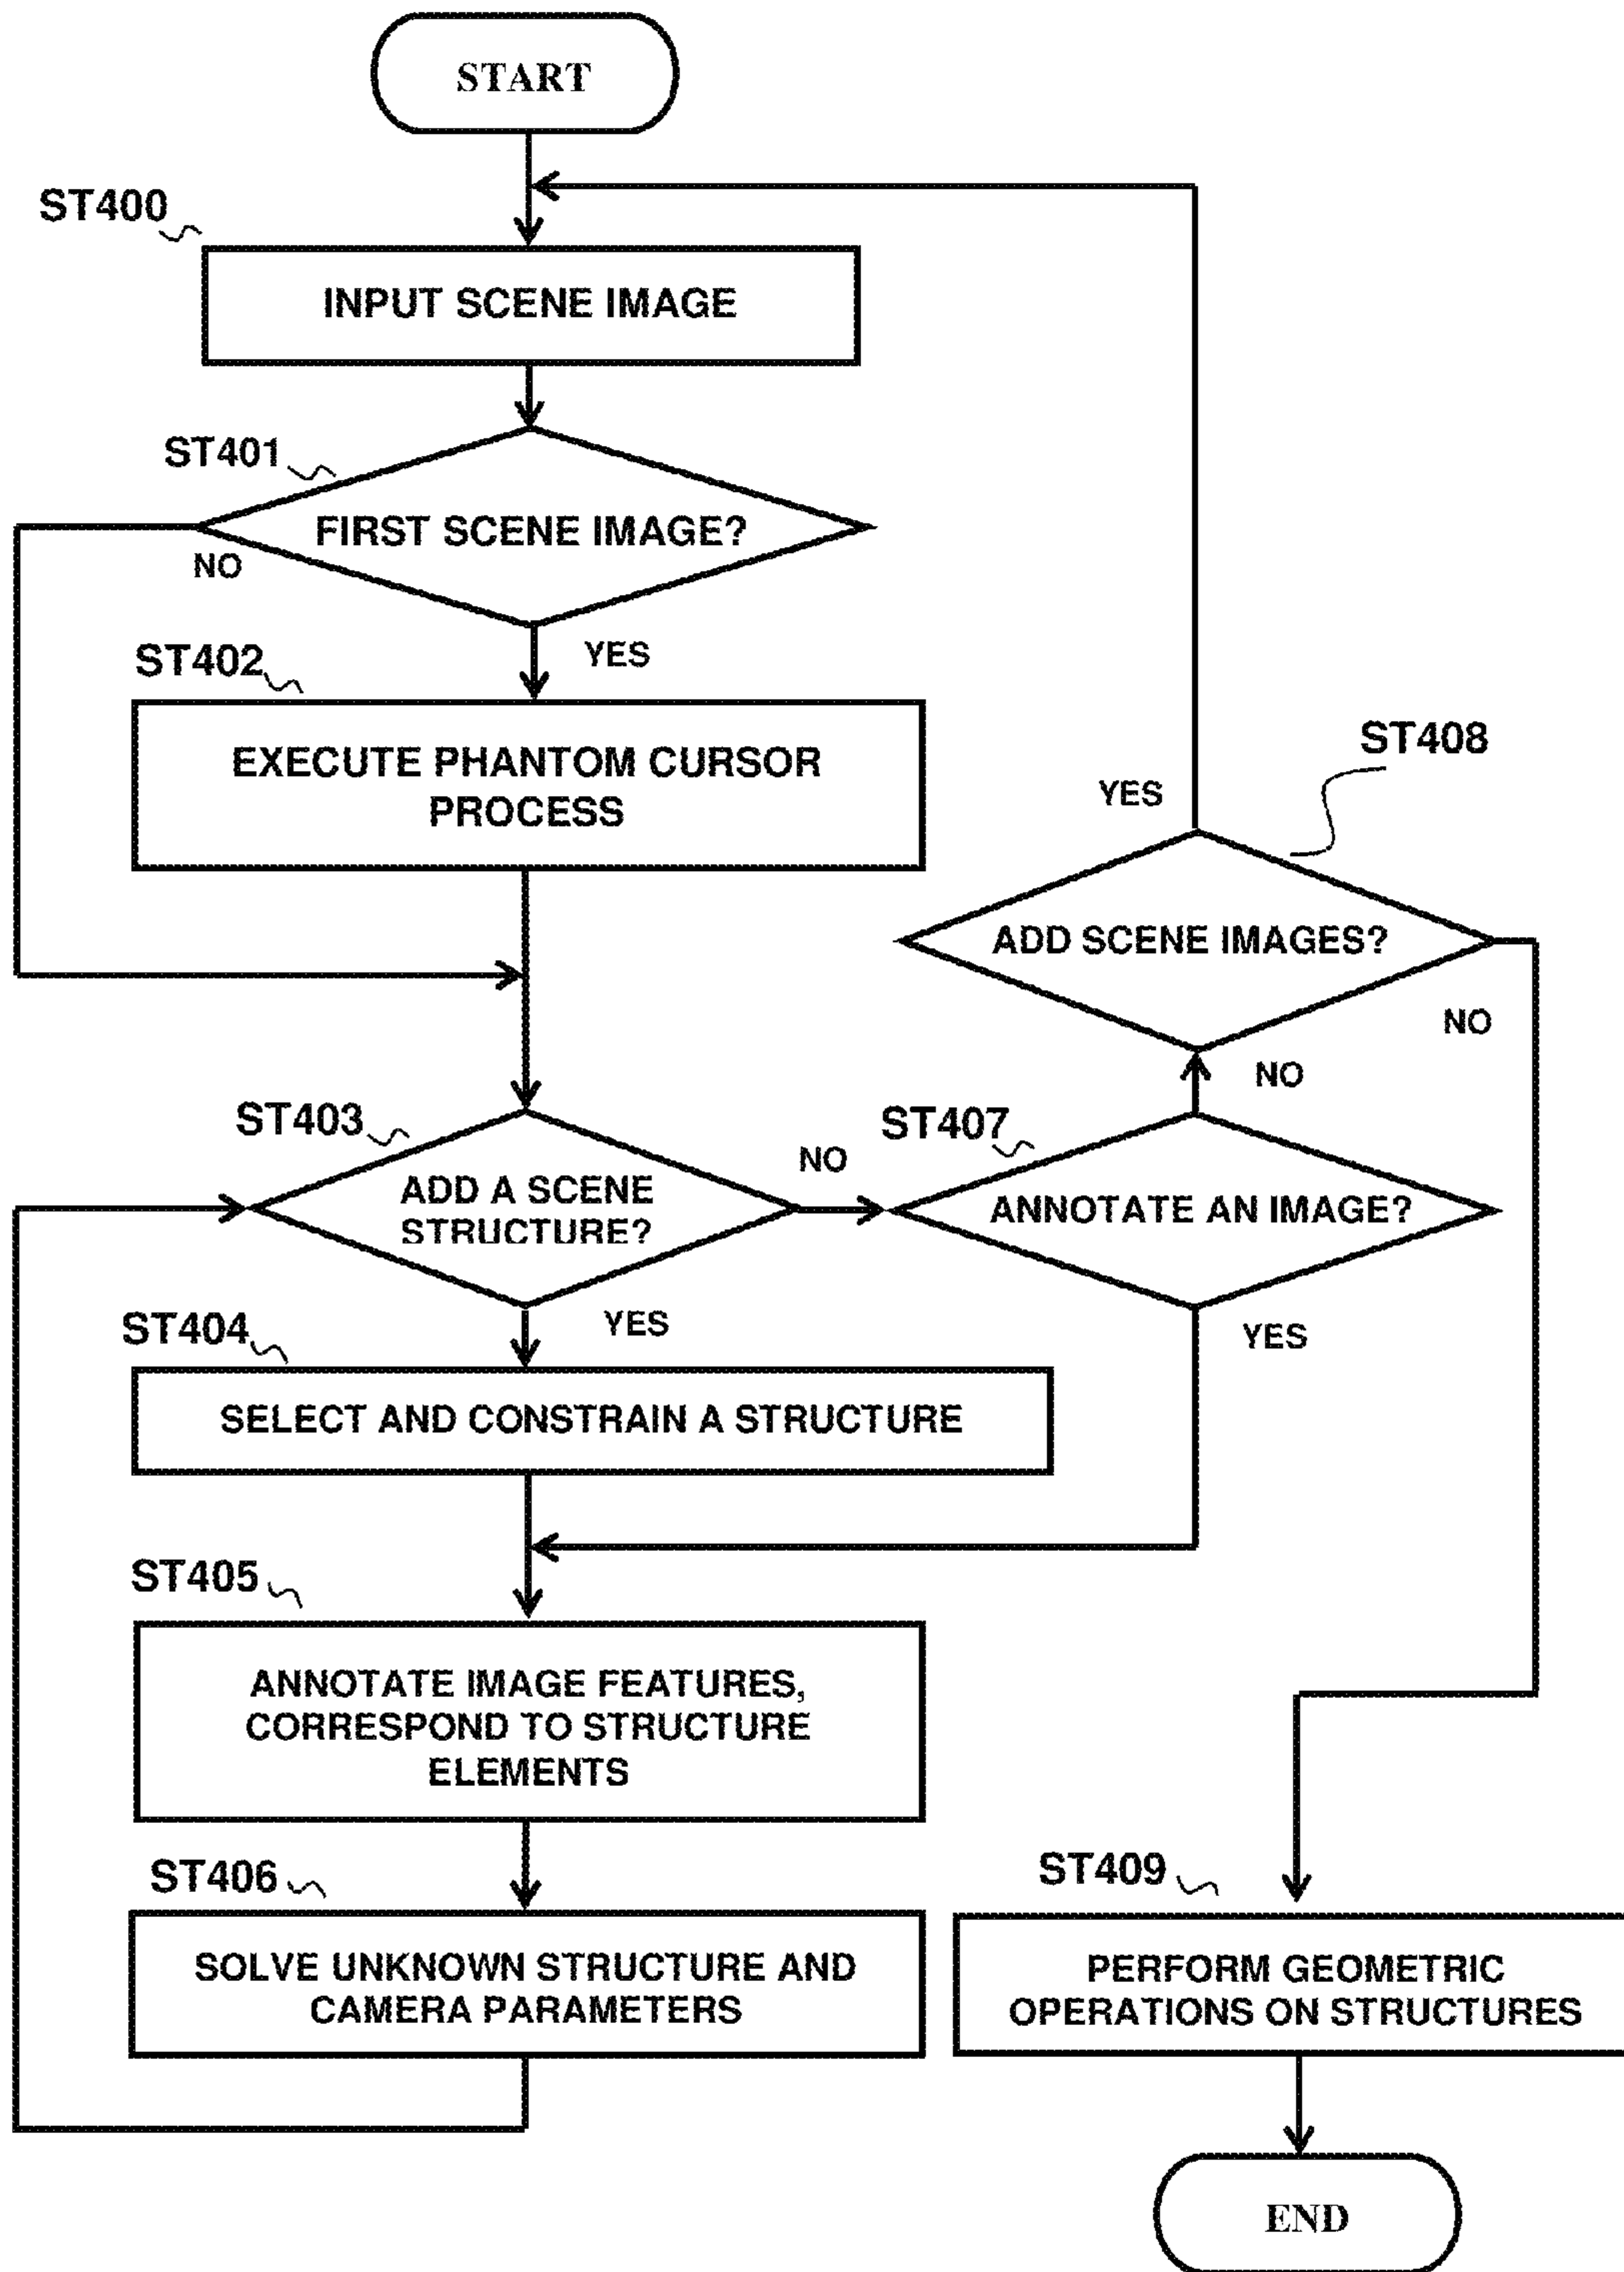 START
ST400
INPUT SCENE IMAGE
ST401
FIRST SCENE IMAGE?
NO
YES
ST402
EXECUTE PHANTOM CURSOR
PROCESS
ST408
YES
ADD SCENE IMAGES?
NO
NO
ST403
ADD A SCENE
STRUCTURE?
NO
ST407
ANNOTATE AN IMAGE?
YES
YES
ST404
SELECT AND CONSTRAIN A STRUCTURE
ST405
ANNOTATE IMAGE FEATURES,
CORRESPOND TO STRUCTURE
ELEMENTS
ST406
SOLVE UNKNOWN STRUCTURE AND
CAMERA PARAMETERS
ST409
PERFORM GEOMETRIC
OPERATIONS ON STRUCTURES
END